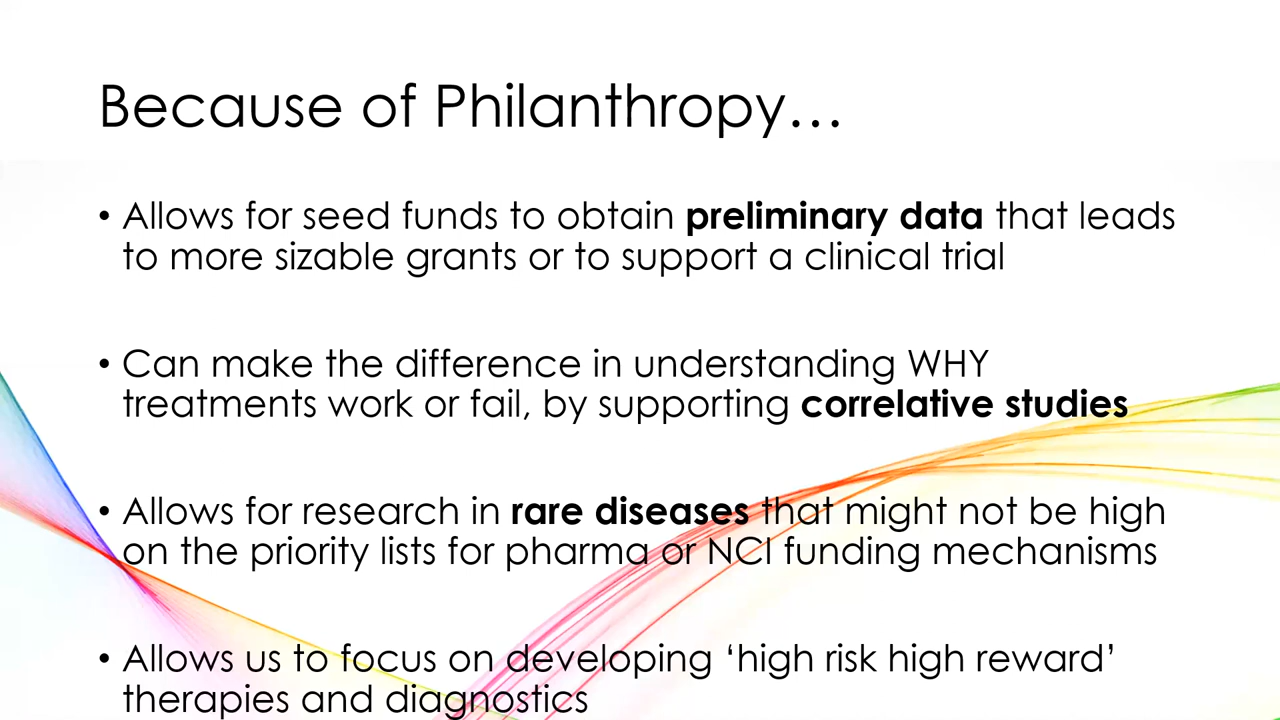 Because of Philanthropy…
• Allows for seed funds to obtain preliminary data that leads
to more sizable grants or to support a clinical trial
• Can make the difference in understanding WHY
treatments work or fail, by supporting correlative studies
• Allows for research in rare diseases that might not be high
on the priority lists for pharma or NCI funding mechanisms
• Allows us to focus on developing ‘high risk high reward’
therapies and diagnostics